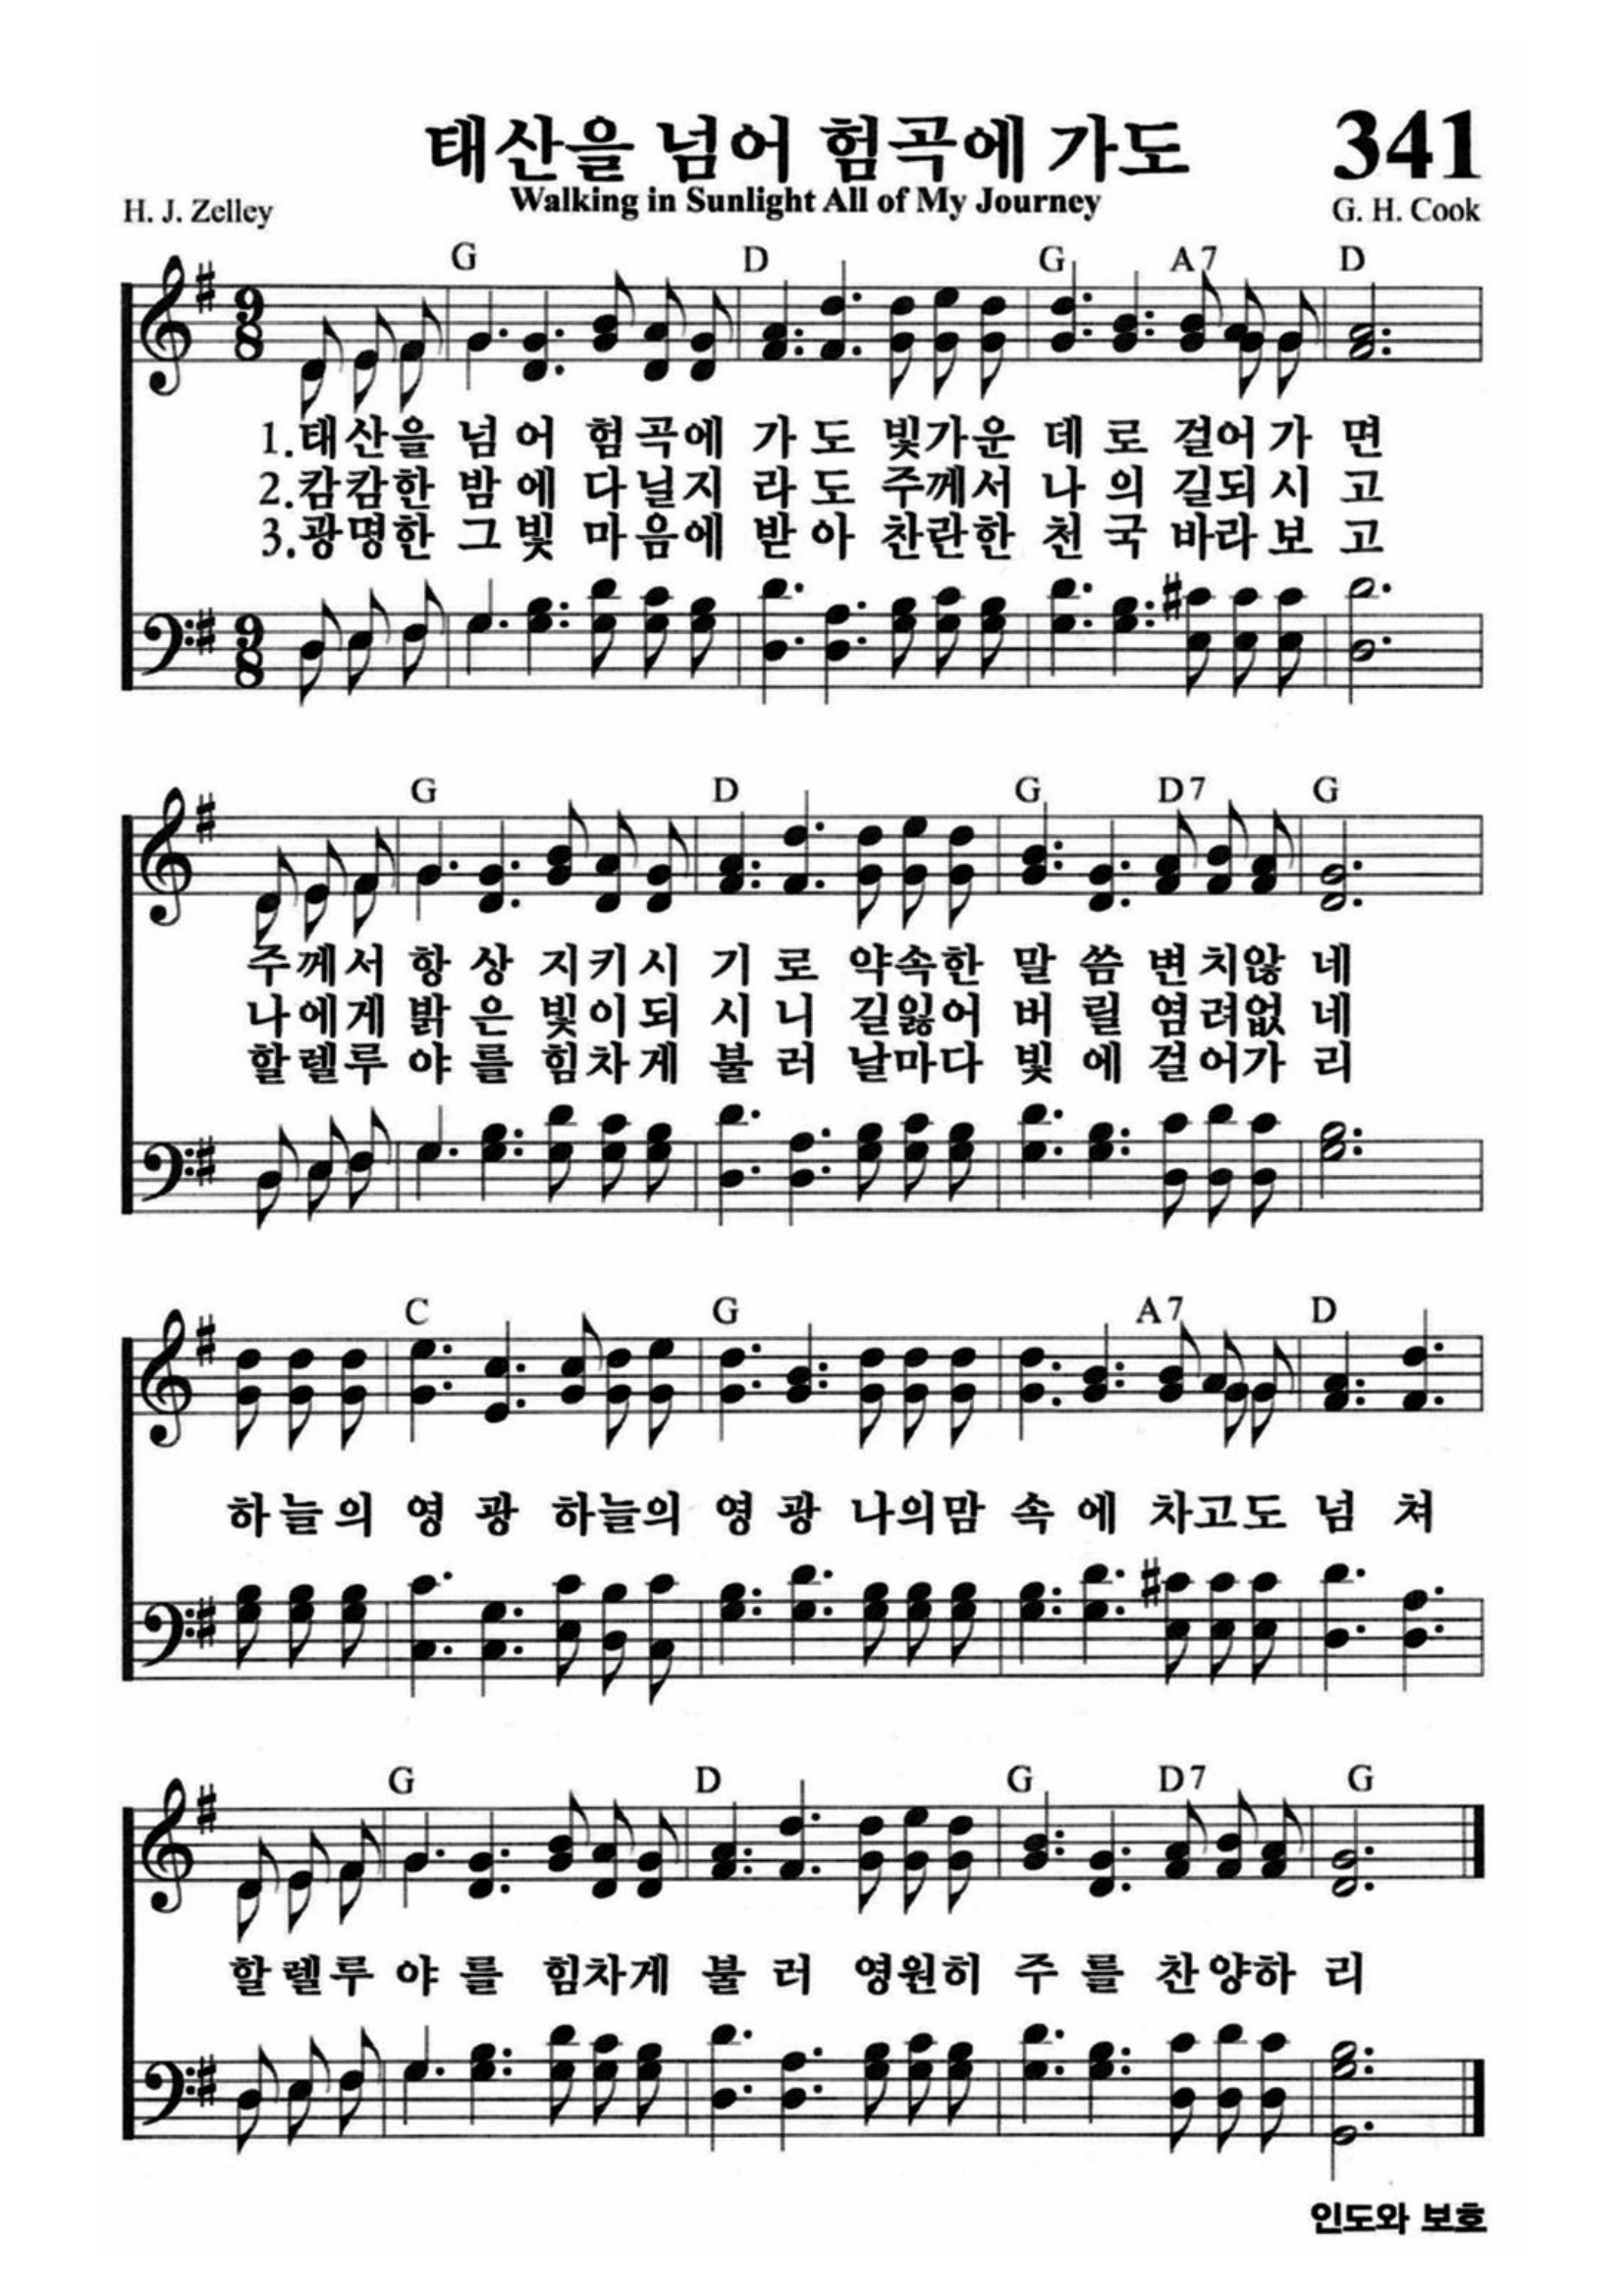 태산을 넘어 험곡에 가도 341
Walking in Sunlight All of My Journey
H. J. Zelley G. H. Cook
G D G A7 D
9 8
1.태산을 넘어 험곡에 가도 빛가운데로 걸어가면
2.캄캄한 밤에 다닐지라도 주께서 나의 길되시고
3.광명한 그빛 마음에 받아 찬란한 천국 바라보고
9 8
G D G D7 G
주께서 항상 지키시기로 약속한 말씀 변치않네
나에게 밝은 빛이되시니 길잃어버릴 염려없네
할렐루야를 힘차게 불러 날마다 빛에 걸어가리
C G A7 D
하늘의 영광 하늘의 영광 나의맘 속에 차고도 넘쳐
G D G D7 G
할렐루야를 힘차게 불러 영원히 주를 찬양하리
인도와 보호